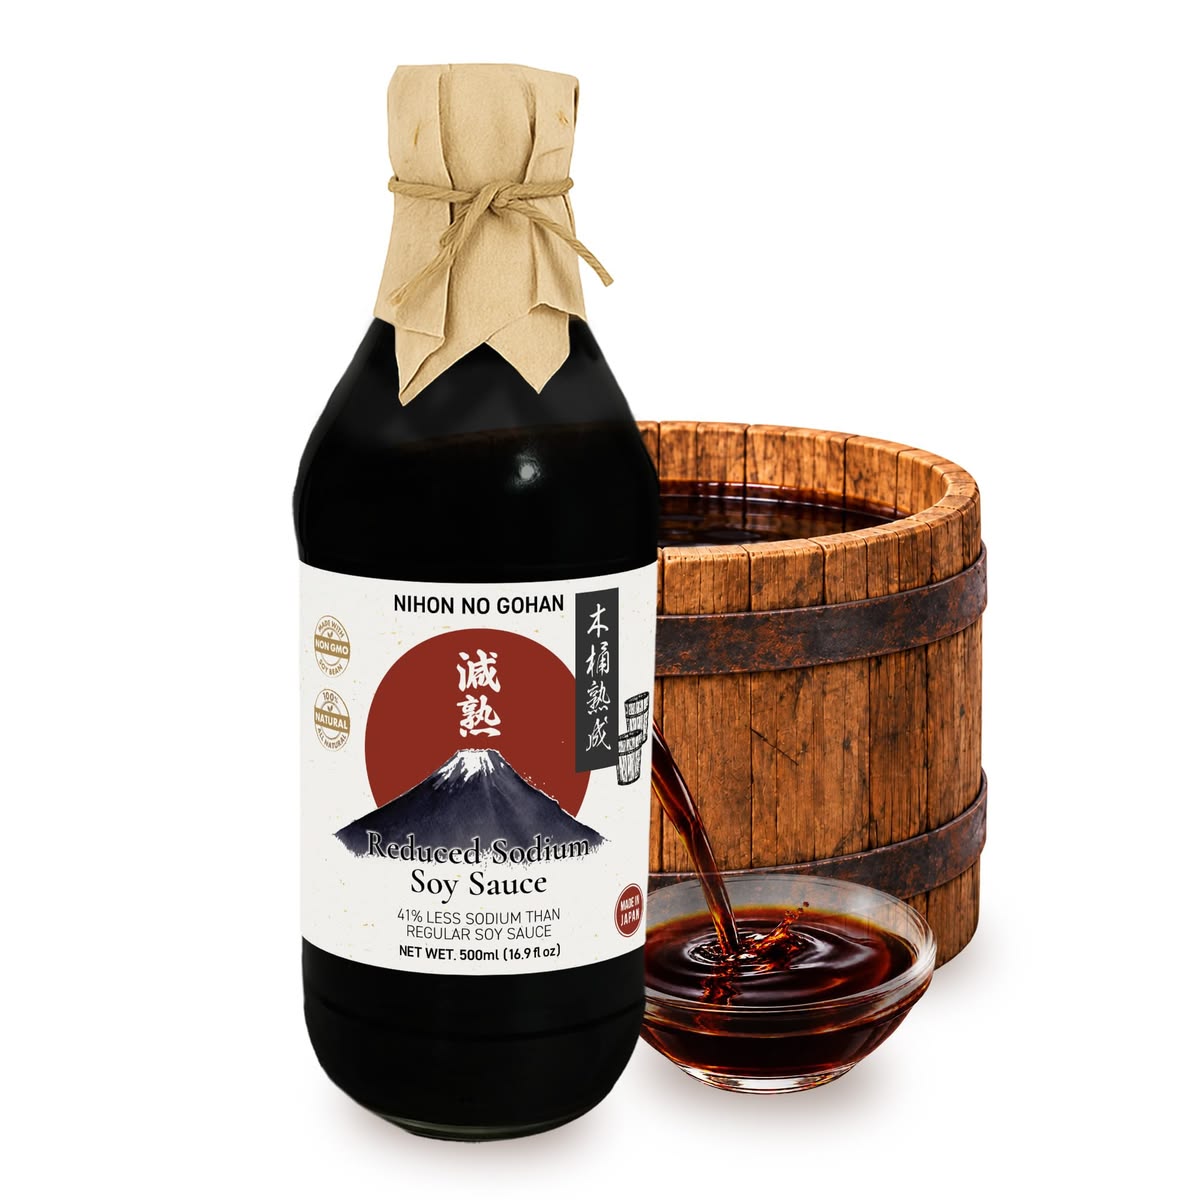 NIHON NO GOHAN
木桶熟成
MADE WITH
NON GMO
SOY BEAN
減熟
100%
NATURAL
ALL NATURAL
Reduced Sodium
Soy Sauce
41% LESS SODIUM THAN
REGULAR SOY SAUCE
NET WET. 500ml (16.9 fl oz)
MADE IN
JAPAN